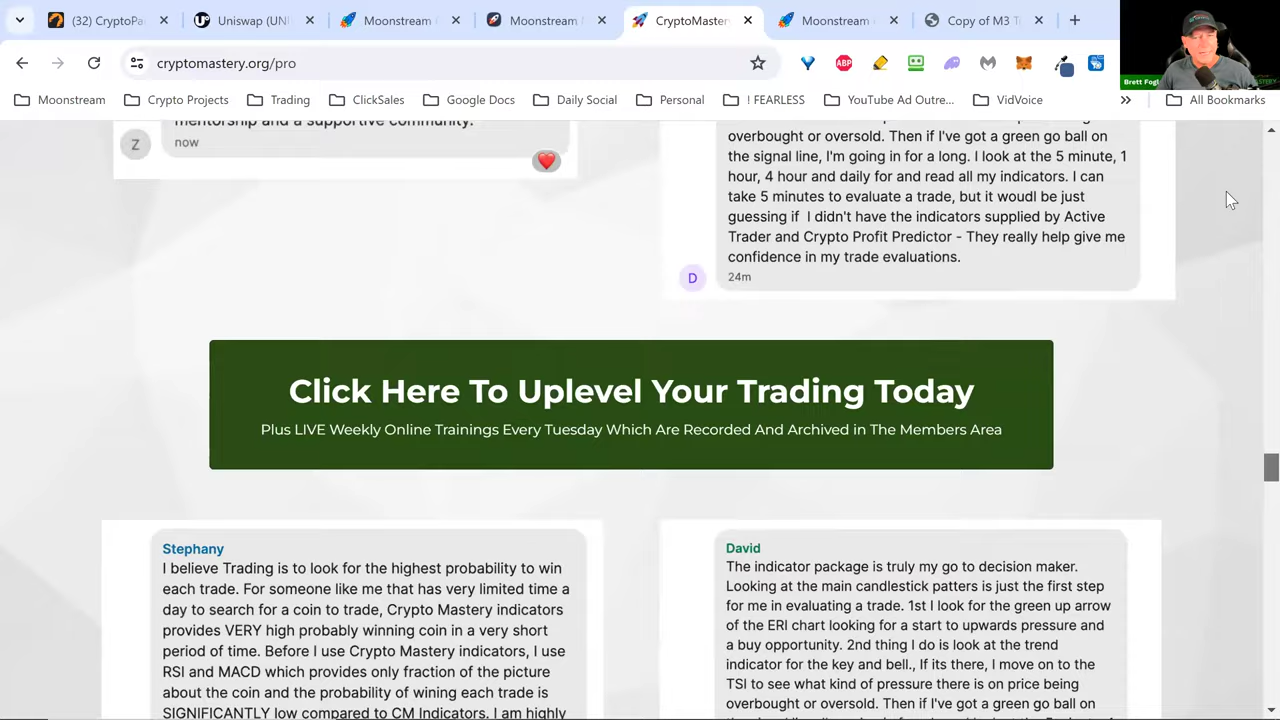 (32) CryptoPa
Uniswap (UNI
Moonstream
Moonstream
CryptoMaster
Moonstream
Copy of M3 T
cryptomastery.org/pro
ABP
Moonstream
Crypto Projects
Trading
ClickSales
Google Docs
Daily Social
Personal
! FEARLESS
YouTube Ad Outre...
VidVoice
All Bookmarks
Brett Fogl
mentorship and a supportive community.
now
Z
overbought or oversold. Then if I've got a green go ball on
the signal line, I'm going in for a long. I look at the 5 minute, 1
hour, 4 hour and daily for and read all my indicators. I can
take 5 minutes to evaluate a trade, but it woudl be just
guessing if I didn't have the indicators supplied by Active
Trader and Crypto Profit Predictor - They really help give me
confidence in my trade evaluations.
24m
D
Click Here To Uplevel Your Trading Today
Plus LIVE Weekly Online Trainings Every Tuesday Which Are Recorded And Archived in The Members Area
Stephany
I believe Trading is to look for the highest probability to win
each trade. For someone like me that has very limited time a
day to search for a coin to trade, Crypto Mastery indicators
provides VERY high probably winning coin in a very short
period of time. Before I use Crypto Mastery indicators, I use
RSI and MACD which provides only fraction of the picture
about the coin and the probability of wining each trade is
SIGNIFICANTLY low compared to CM Indicators. I am highly
David
The indicator package is truly my go to decision maker.
Looking at the main candlestick patters is just the first step
for me in evaluating a trade. 1st I look for the green up arrow
of the ERI chart looking for a start to upwards pressure and
a buy opportunity. 2nd thing I do is look at the trend
indicator for the key and bell., If its there, I move on to the
TSI to see what kind of pressure there is on price being
overbought or oversold. Then if I've got a green go ball on